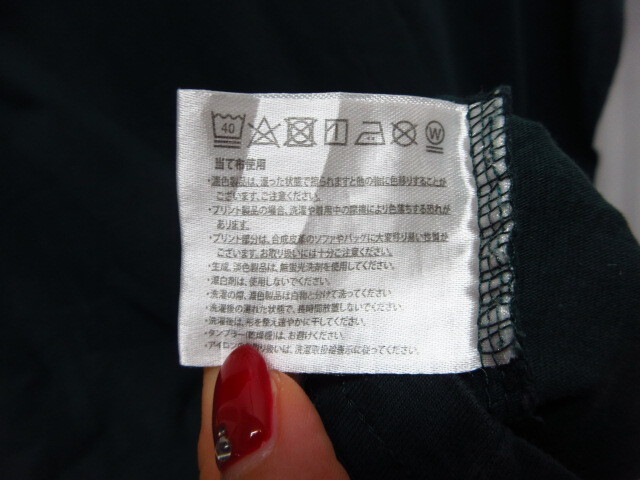 40 W
当て布使用
・濃色製品は、湿った状態で擦られますと他の物に色移りすることが
ございます。ご注意ください。
・プリント製品の場合、洗濯や着用中の摩擦により色落ちする恐れが
あります。
・プリント部分は、合成皮革のソファやバッグに大変移り易い性質が
ございます。お取り扱いには十分ご注意ください。
・生成、淡色製品は、無蛍光洗剤を使用してください。
・漂白剤は、使用しないでください。
・洗濯の際、濃色製品は白物と分けて洗ってください。
・洗濯後の濡れた状態で、長時間放置しないでください。
・洗濯後は、形を整え速やかに干してください。
・タンブラー(乾燥機)は、お避けください。
・アイロン 取り扱いは、洗濯取扱絵表示に従ってください。